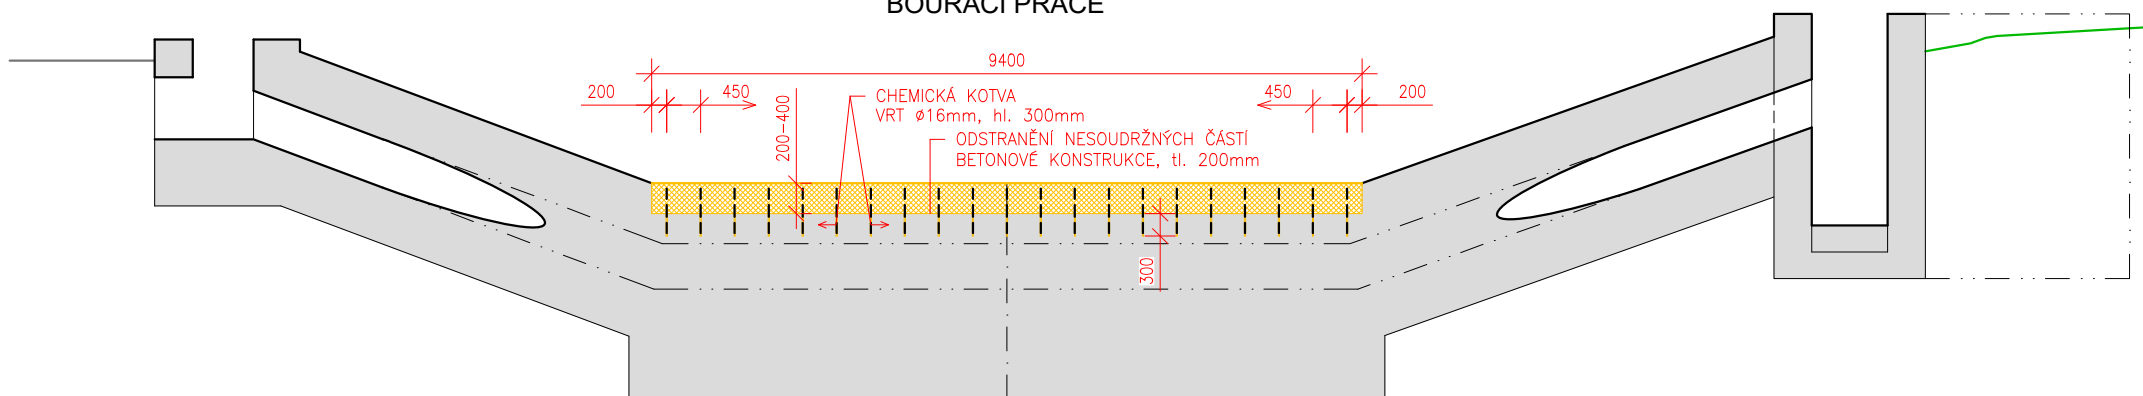 BOURACÍ PRÁCE
9400
200
450
450
200
CHEMICKÁ KOTVA
VRT ø16mm, hl. 300mm
200-400
ODSTRANĚNÍ NESOUDRŽNÝCH ČÁSTÍ
BETONOVÉ KONSTRUKCE, tl. 200mm
300